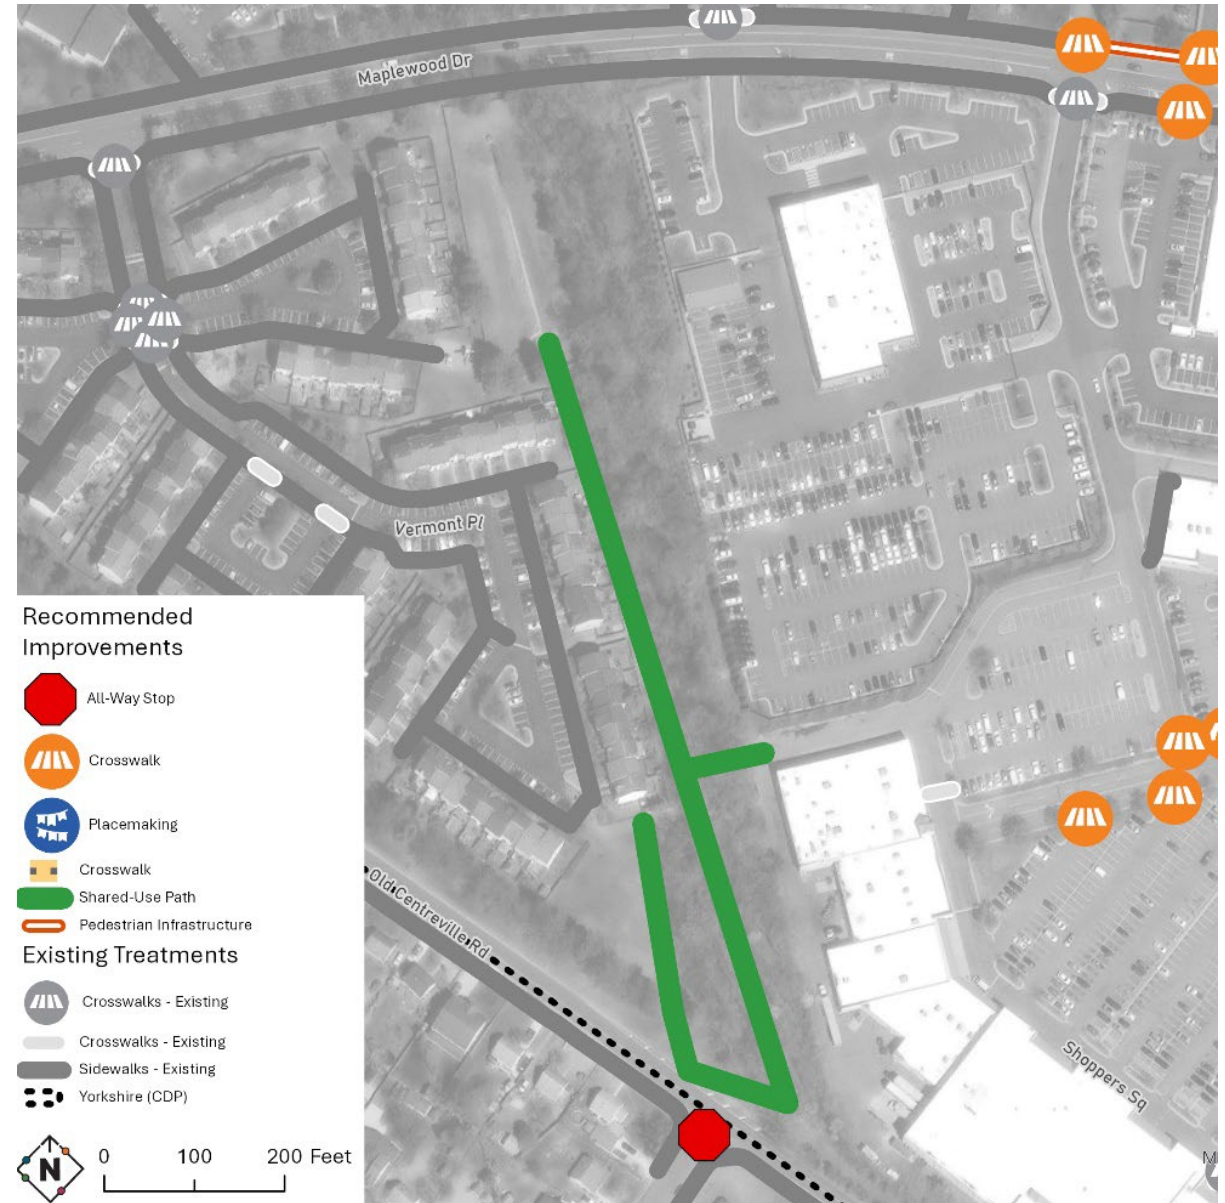 Maplewood Dr
Vermont Pl
Recommended
Improvements
All-Way Stop
Crosswalk
Placemaking
Crosswalk
Shared-Use Path
Pedestrian Infrastructure
Existing Treatments
Crosswalks - Existing
Crosswalks - Existing
Sidewalks - Existing
Yorkshire (CDP)
N
0 100 200 Feet
Old Centreville Rd
Shoppers Sq